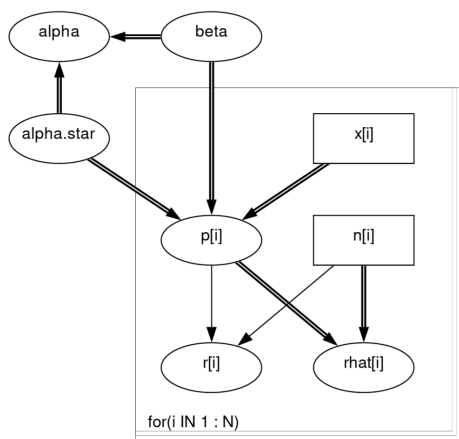 alpha
beta
alpha.star
x[i]
p[i]
n[i]
r[i]
rhat[i]
for(i IN 1 : N)